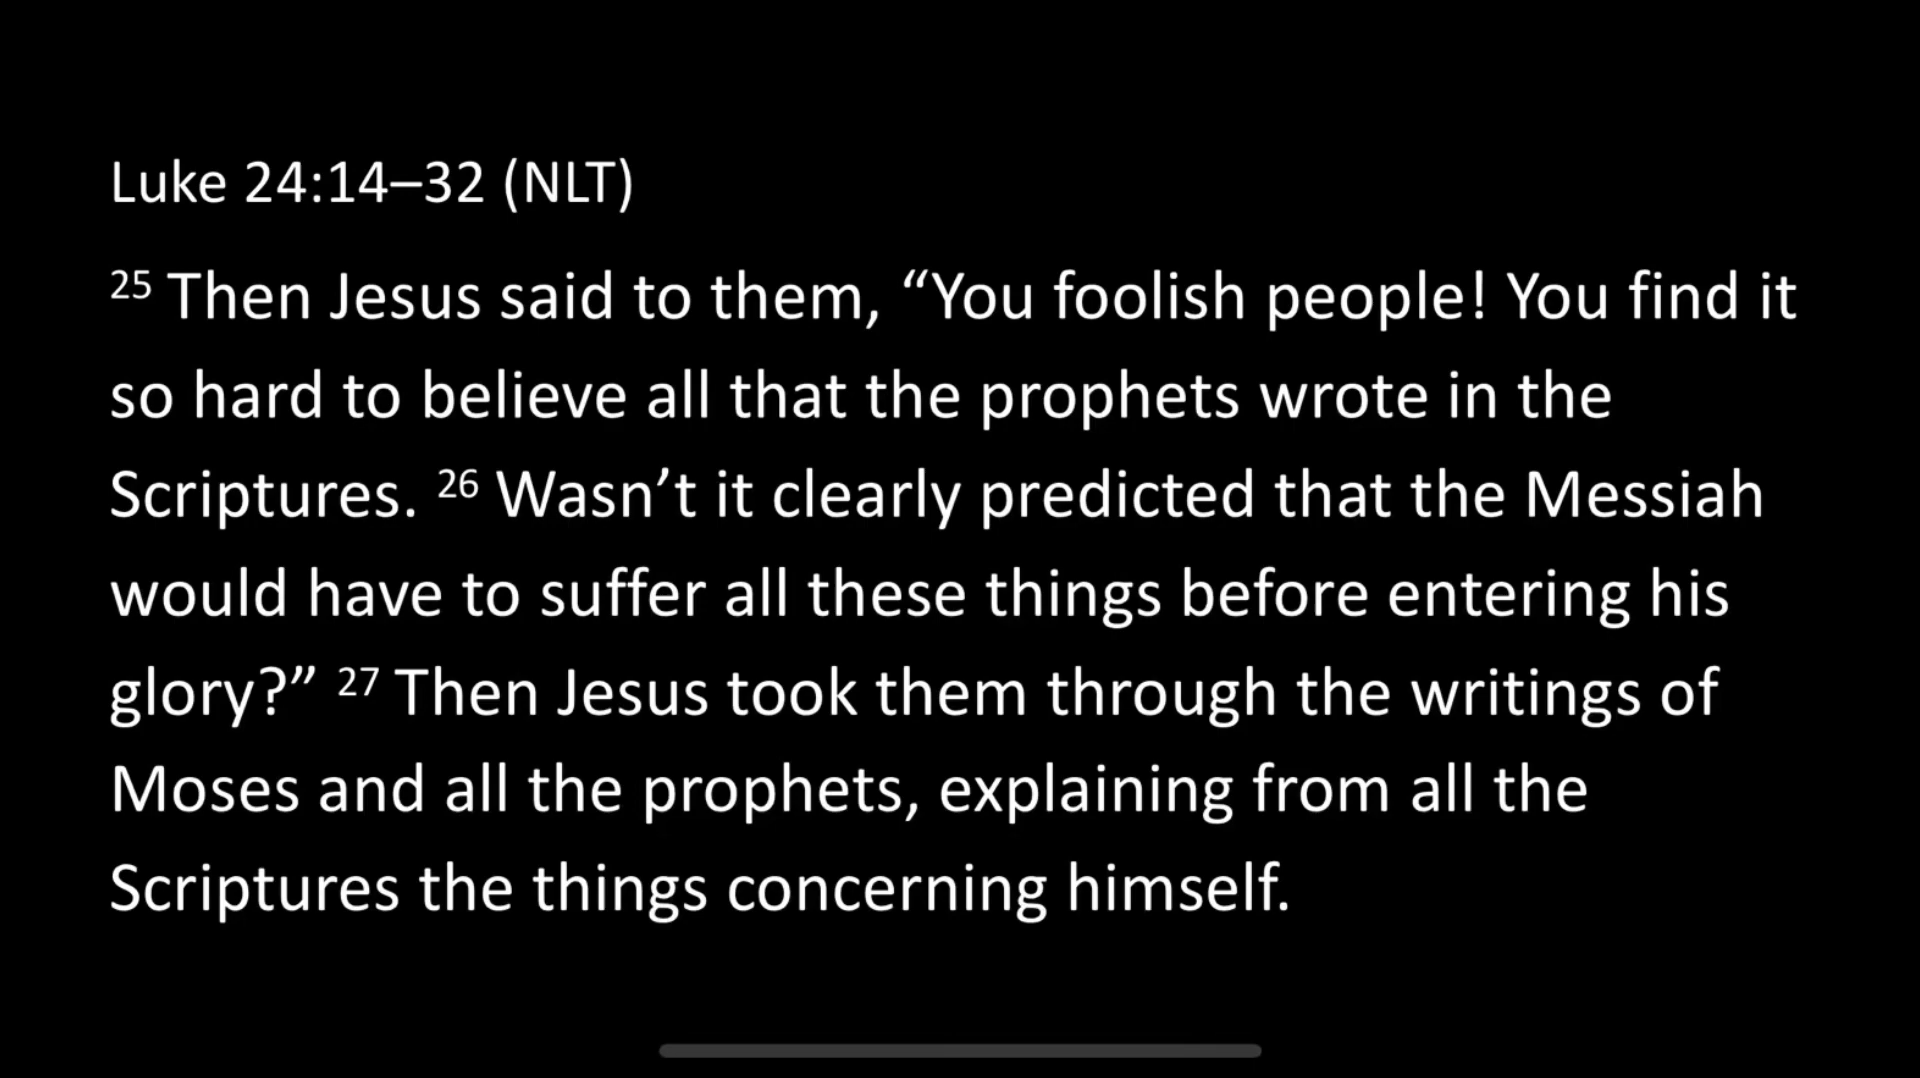 Luke 24:14–32 (NLT)
25 Then Jesus said to them, “You foolish people! You find it
so hard to believe all that the prophets wrote in the
Scriptures. 26 Wasn’t it clearly predicted that the Messiah
would have to suffer all these things before entering his
glory?” 27 Then Jesus took them through the writings of
Moses and all the prophets, explaining from all the
Scriptures the things concerning himself.